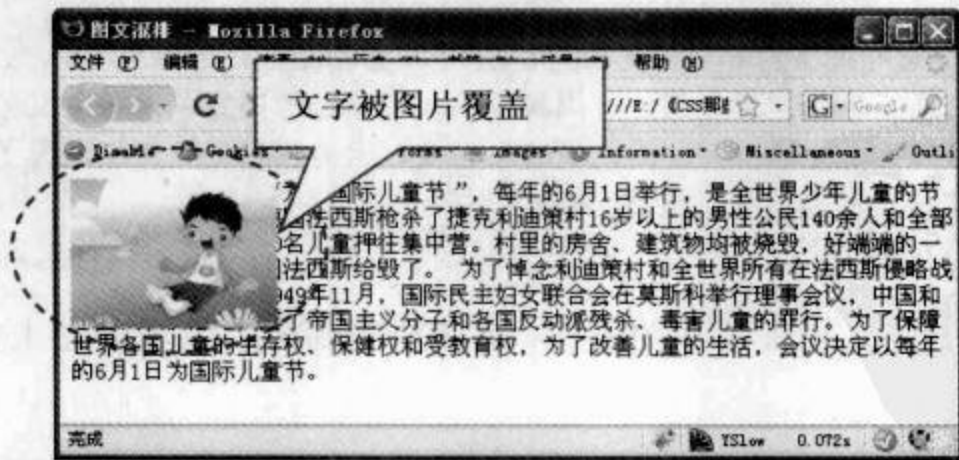 图文混排 - Mozilla Firefox
文件 (F) 编辑 (E) 帮助 (H)
文字被图片覆盖
C ///E:/《CSS G Google
Disable Cookies Forms Images Information Miscellaneous Outli
为“国际儿童节”，每年的6月1日举行，是全世界少年儿童的节
法西斯枪杀了捷克利迪策村16岁以上的男性公民140余人和全部
0名儿童押往集中营。村里的房舍、建筑物均被烧毁，好端端的一
法西斯给毁了。 为了悼念利迪策村和全世界所有在法西斯侵略战
949年11月，国际民主妇女联合会在莫斯科举行理事会议，中国和
了帝国主义分子和各国反动派残杀、毒害儿童的罪行。为了保障
世界各国儿童的生存权、保健权和受教育权，为了改善儿童的生活，会议决定以每年
的6月1日为国际儿童节。
完成 YSlow 0.072s